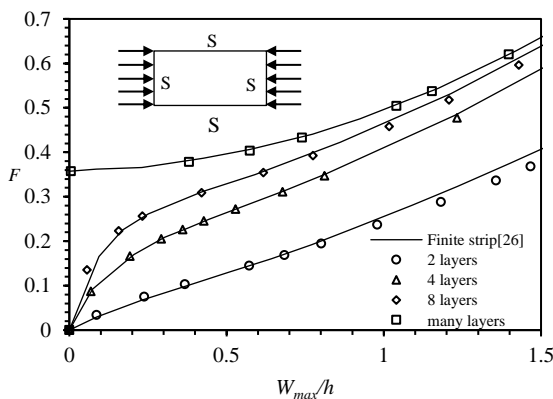 0.7
0.6
0.5
0.4
0.3
0.2
0.1
0
F
S
S
S
S
Finite strip[26]
2 layers
4 layers
8 layers
many layers
0
0.5
1
1.5
W_max/h